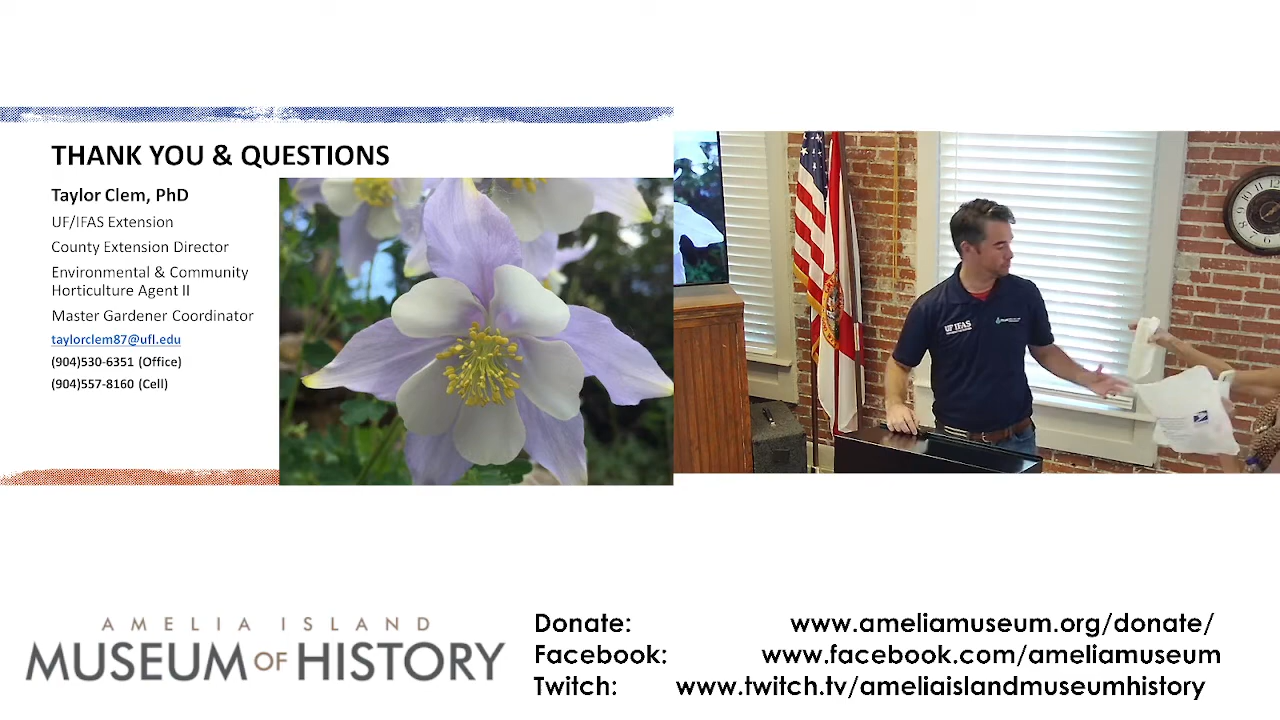 THANK YOU & QUESTIONS
Taylor Clem, PhD
UF/IFAS Extension
County Extension Director
Environmental & Community
Horticulture Agent II
Master Gardener Coordinator
taylorclem87@ufl.edu
(904)530-6351 (Office)
(904)557-8160 (Cell)
UF IFAS
AMELIA ISLAND
MUSEUM OF HISTORY
Donate: www.ameliamuseum.org/donate/
Facebook: www.facebook.com/ameliamuseum
Twitch: www.twitch.tv/ameliaislandmuseumhistory